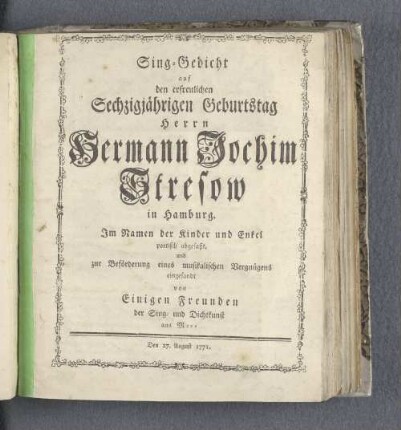 Sing-Gedicht
auf
den erfreulichen
Sechzigjährigen Geburtstag
Herrn
Hermann Jochim
Stresow
in Hamburg.
Im Namen der Kinder und Enkel
poetisch abgefaßt,
und
zur Beförderung eines musikalischen Vergnügens
eingesandt
von
Einigen Freunden
der Sing- und Dichtkunst
aus
Den 27. August 1771.